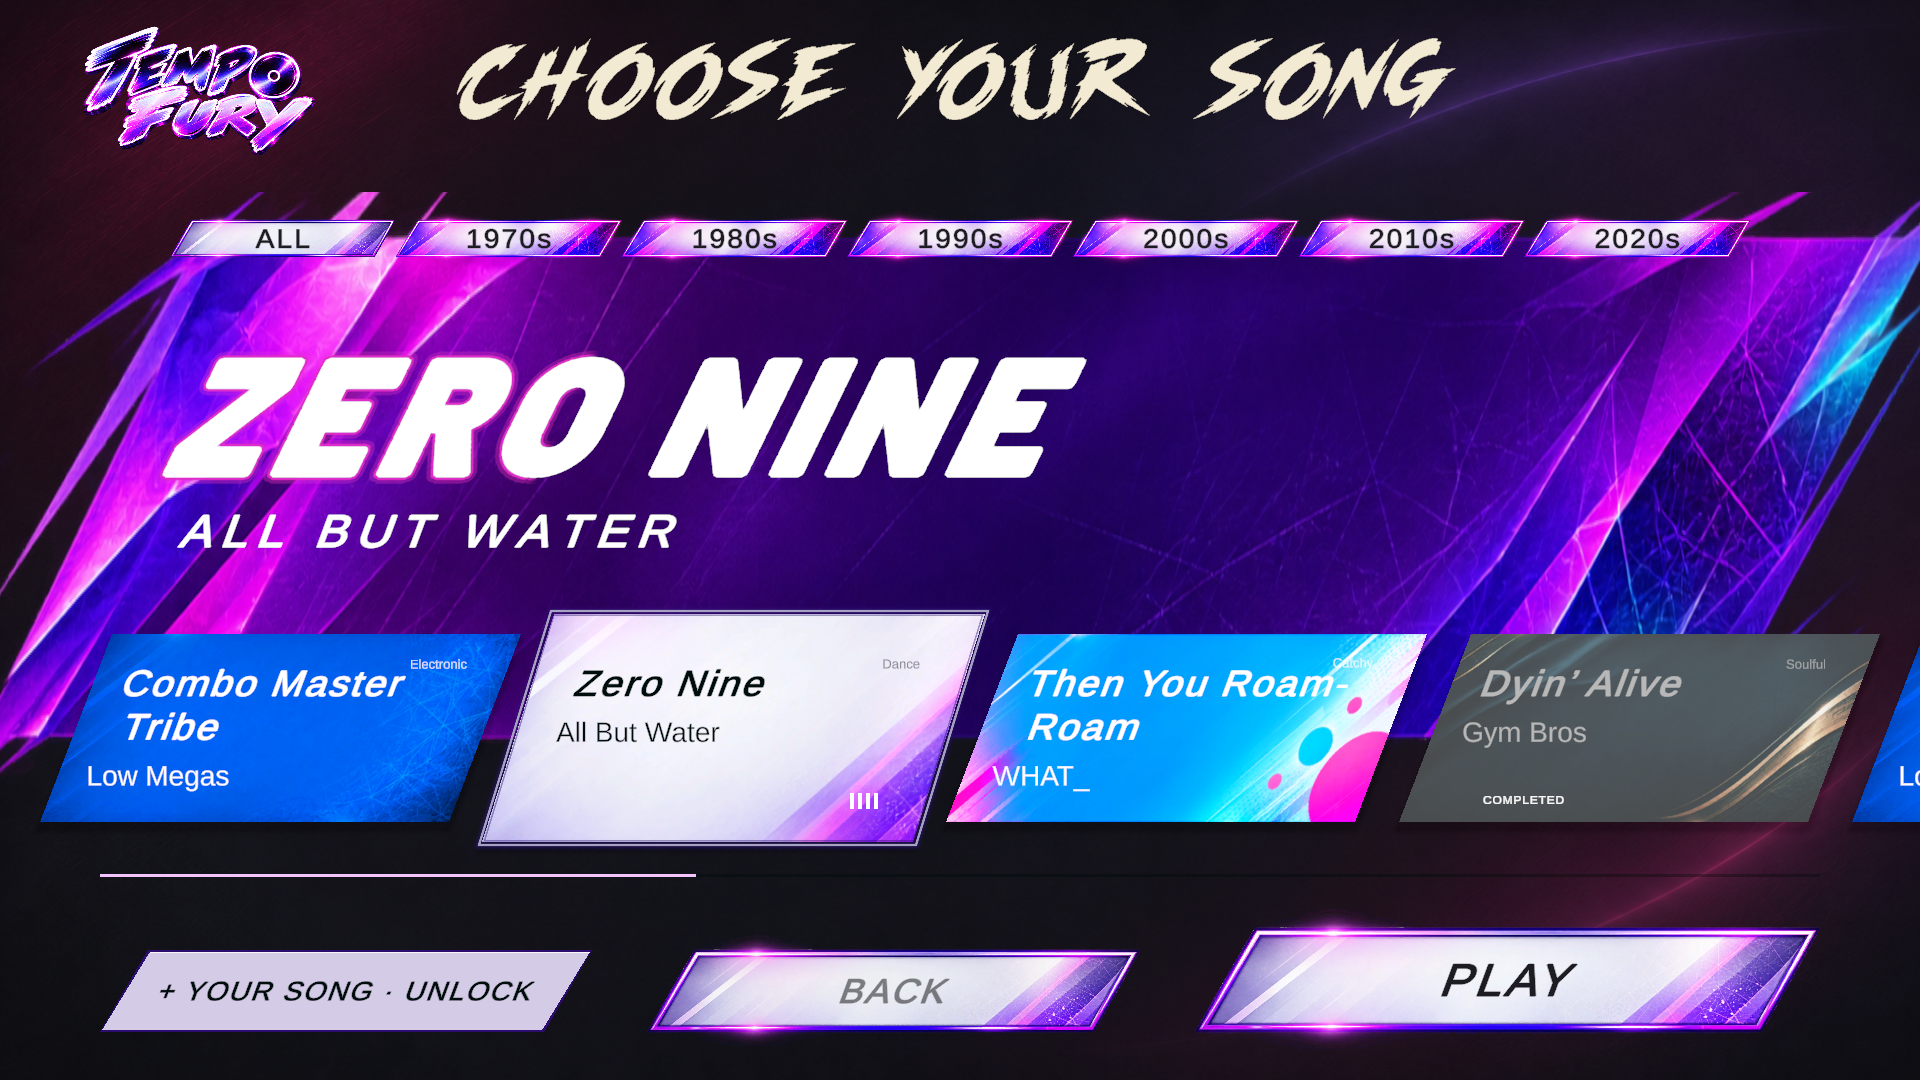 TEMPO
FURY
CHOOSE YOUR SONG
ALL
1970s
1980s
1990s
2000s
2010s
2020s
ZERO NINE
ALL BUT WATER
Electronic
Combo Master
Tribe
Low Megas
Dance
Zero Nine
All But Water
Catchy
Then You Roam-
Roam
WHAT_
Soulful
Dyin’ Alive
Gym Bros
COMPLETED
+ YOUR SONG · UNLOCK
BACK
PLAY